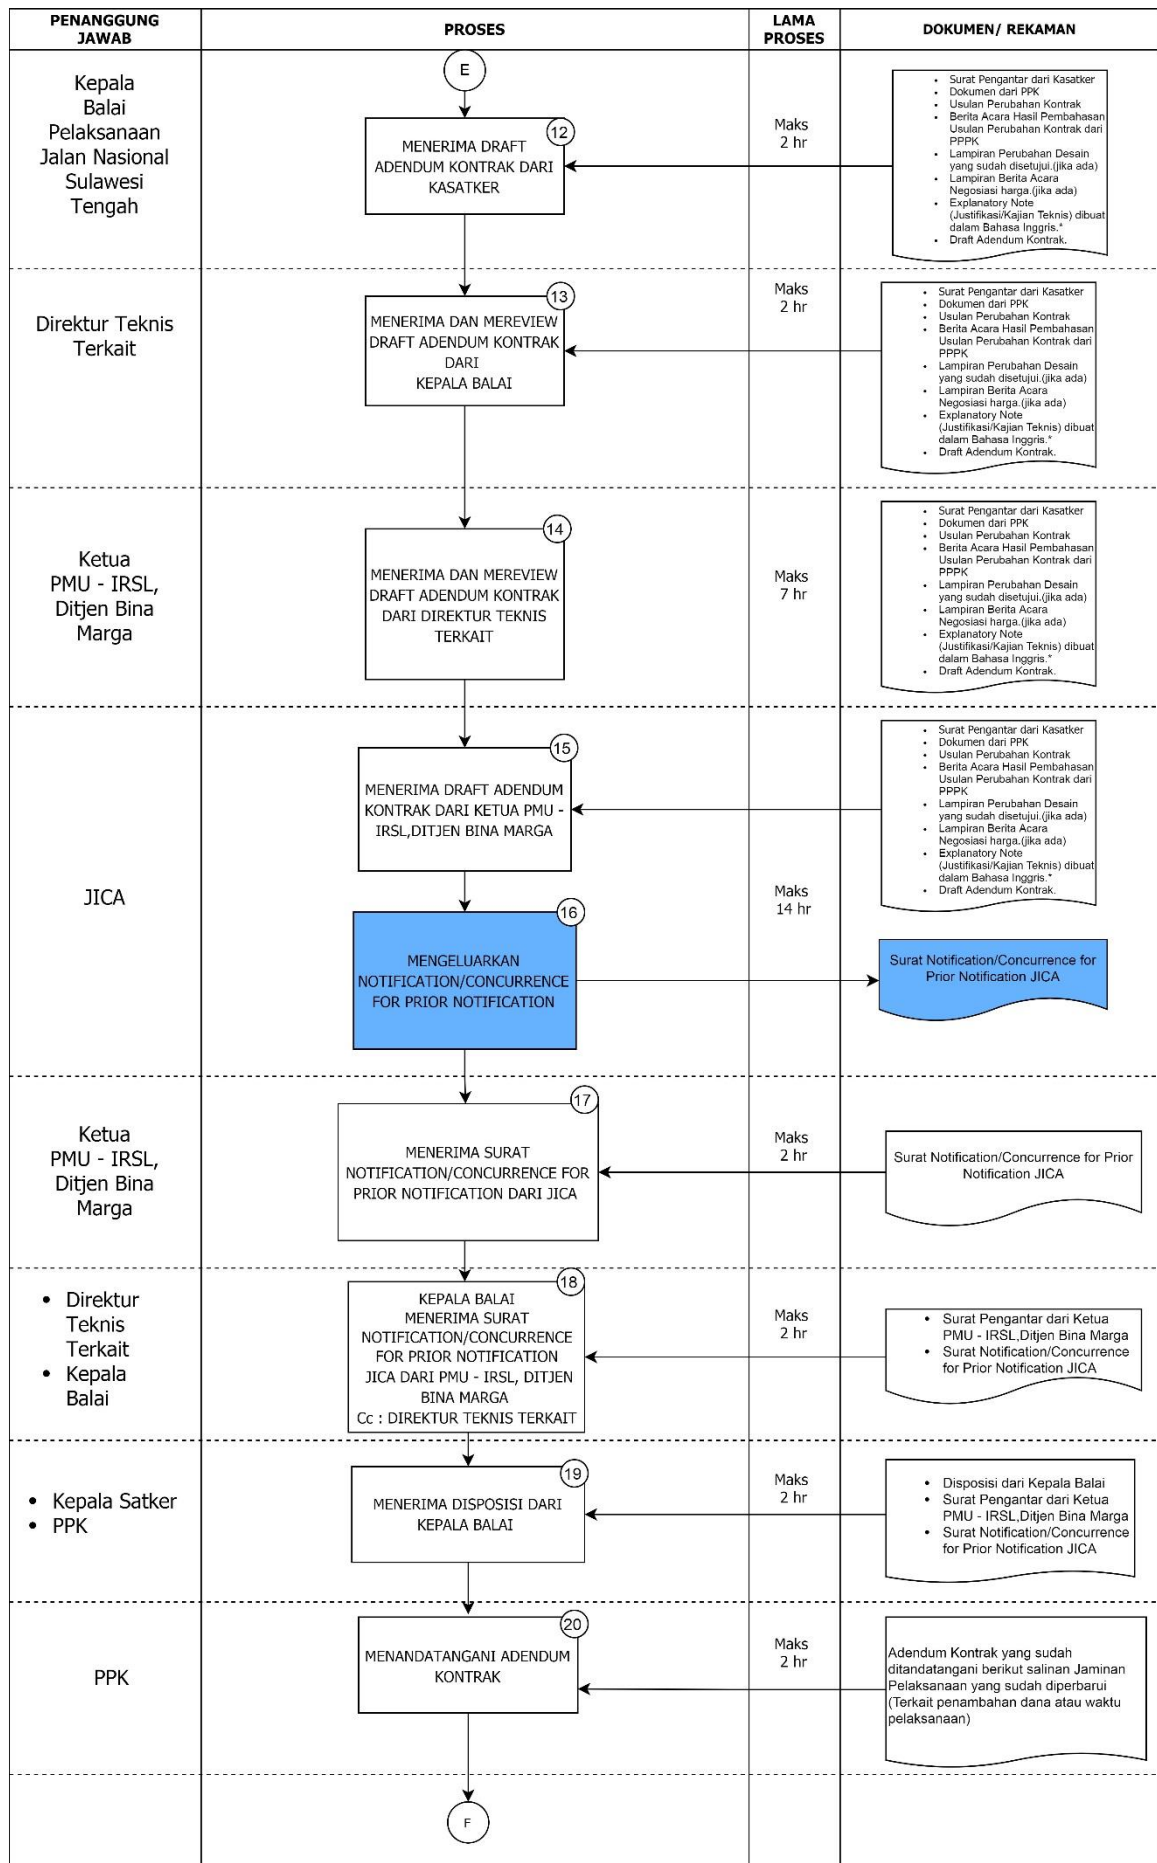 PENANGGUNG
JAWAB
PROSES
LAMA
PROSES
DOKUMEN/ REKAMAN
E
Kepala
Balai
Pelaksanaan
Jalan Nasional
Sulawesi
Tengah
12
MENERIMA DRAFT
ADENDUM KONTRAK DARI
KASATKER
Maks
2 hr
• Surat Pengantar dari Kasatker
• Dokumen dari PPK
• Usulan Perubahan Kontrak
• Berita Acara Hasil Pembahasan
Usulan Perubahan Kontrak dari
PPPK
• Lampiran Perubahan Desain
yang sudah disetujui.(jika ada)
• Lampiran Berita Acara
Negosiasi harga.(jika ada)
• Explanatory Note
(Justifikasi/Kajian Teknis) dibuat
dalam Bahasa Inggris.*
• Draft Adendum Kontrak.
Direktur Teknis
Terkait
13
MENERIMA DAN MEREVIEW
DRAFT ADENDUM KONTRAK
DARI
KEPALA BALAI
Maks
2 hr
• Surat Pengantar dari Kasatker
• Dokumen dari PPK
• Usulan Perubahan Kontrak
• Berita Acara Hasil Pembahasan
Usulan Perubahan Kontrak dari
PPPK
• Lampiran Perubahan Desain
yang sudah disetujui.(jika ada)
• Lampiran Berita Acara
Negosiasi harga.(jika ada)
• Explanatory Note
(Justifikasi/Kajian Teknis) dibuat
dalam Bahasa Inggris.*
• Draft Adendum Kontrak.
Ketua
PMU - IRSL,
Ditjen Bina
Marga
14
MENERIMA DAN MEREVIEW
DRAFT ADENDUM KONTRAK
DARI DIREKTUR TEKNIS
TERKAIT
Maks
7 hr
• Surat Pengantar dari Kasatker
• Dokumen dari PPK
• Usulan Perubahan Kontrak
• Berita Acara Hasil Pembahasan
Usulan Perubahan Kontrak dari
PPPK
• Lampiran Perubahan Desain
yang sudah disetujui.(jika ada)
• Lampiran Berita Acara
Negosiasi harga.(jika ada)
• Explanatory Note
(Justifikasi/Kajian Teknis) dibuat
dalam Bahasa Inggris.*
• Draft Adendum Kontrak.
JICA
15
MENERIMA DRAFT ADENDUM
KONTRAK DARI KETUA PMU -
IRSL,DITJEN BINA MARGA
16
MENGELUARKAN
NOTIFICATION/CONCURRENCE
FOR PRIOR NOTIFICATION
Maks
14 hr
• Surat Pengantar dari Kasatker
• Dokumen dari PPK
• Usulan Perubahan Kontrak
• Berita Acara Hasil Pembahasan
Usulan Perubahan Kontrak dari
PPPK
• Lampiran Perubahan Desain
yang sudah disetujui.(jika ada)
• Lampiran Berita Acara
Negosiasi harga.(jika ada)
• Explanatory Note
(Justifikasi/Kajian Teknis) dibuat
dalam Bahasa Inggris.*
• Draft Adendum Kontrak.
Surat Notification/Concurrence for
Prior Notification JICA
Ketua
PMU - IRSL,
Ditjen Bina
Marga
17
MENERIMA SURAT
NOTIFICATION/CONCURRENCE FOR
PRIOR NOTIFICATION DARI JICA
Maks
2 hr
Surat Notification/Concurrence for Prior
Notification JICA
• Direktur
Teknis
Terkait
• Kepala
Balai
18
KEPALA BALAI
MENERIMA SURAT
NOTIFICATION/CONCURRENCE
FOR PRIOR NOTIFICATION
JICA DARI PMU - IRSL, DITJEN
BINA MARGA
Cc : DIREKTUR TEKNIS TERKAIT
Maks
2 hr
• Surat Pengantar dari Ketua
PMU - IRSL,Ditjen Bina Marga
• Surat Notification/Concurrence
for Prior Notification JICA
• Kepala Satker
• PPK
19
MENERIMA DISPOSISI DARI
KEPALA BALAI
Maks
2 hr
• Disposisi dari Kepala Balai
• Surat Pengantar dari Ketua
PMU - IRSL,Ditjen Bina Marga
• Surat Notification/Concurrence
for Prior Notification JICA
PPK
20
MENANDATANGANI ADENDUM
KONTRAK
Maks
2 hr
Adendum Kontrak yang sudah
ditandatangani berikut salinan Jaminan
Pelaksanaan yang sudah diperbarui
(Terkait penambahan dana atau waktu
pelaksanaan)
F